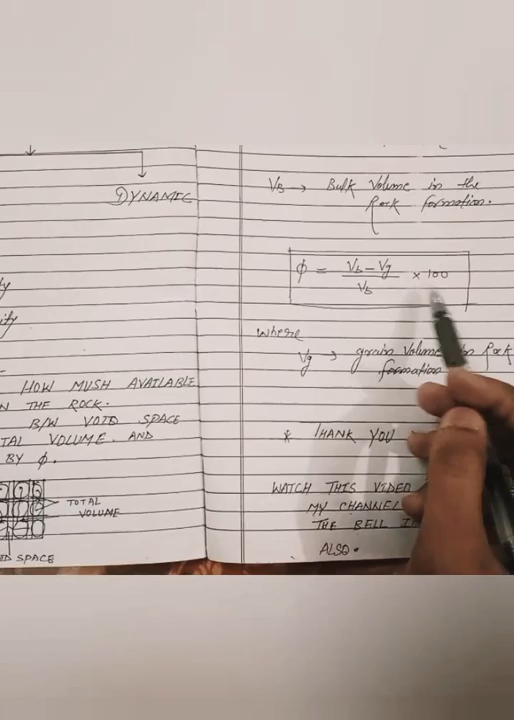 DYNAMIC
HOW MUSH AVAILABLE
THE ROCK.
B/W VOID SPACE
VOLUME. AND
BY ϕ.
TOTAL
VOLUME
SPACE
VB → Bulk Volume in the
Rock formation.
ϕ = Vb - Vg / Vb × 100
where
Vg → grain Volume in Rock
formation
* THANK YOU
WATCH THIS VIDEO
MY CHANNEL
THE BELL
ALSO.